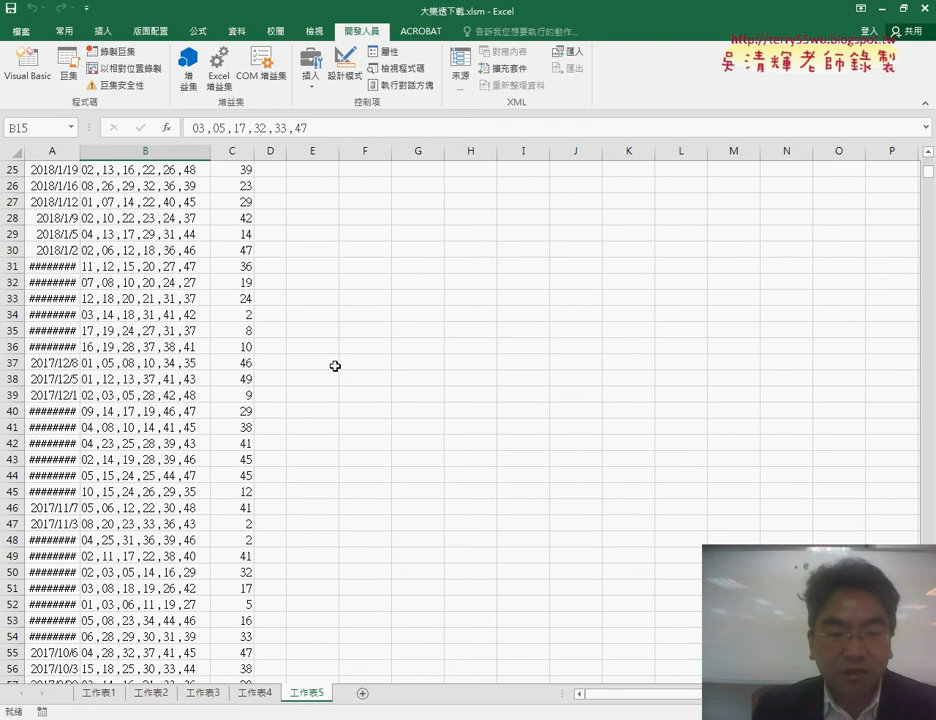 大樂透下載.xlsm - Excel
檔案 常用 插入 版面配置 公式 資料 校閱 檢視 開發人員 ACROBAT 告訴我您想要執行的動作... 登入 共用
http://terry55wu.blogspot.tw
吳清輝老師錄製
Visual Basic 巨集 錄製巨集 以相對位置錄製 巨集安全性 程式碼
增益集 Excel 增益集 COM 增益集 增益集
插入 設計模式 屬性 檢視程式碼 執行對話方塊 控制項
來源... 對應內容 擴充套件 重新整理資料 匯入 匯出 XML
B15 fx 03,05,17,32,33,47
A B C D E F G H I J K L M N O P
25 2018/1/19 02,13,16,22,26,48 39
26 2018/1/16 08,26,29,32,36,39 23
27 2018/1/12 01,07,14,22,40,45 29
28 2018/1/9 02,10,22,23,24,37 42
29 2018/1/5 04,13,17,29,31,44 14
30 2018/1/2 02,06,12,18,36,46 47
31 ######## 11,12,15,20,27,47 36
32 ######## 07,08,10,20,24,27 19
33 ######## 12,18,20,21,31,37 24
34 ######## 03,14,18,31,41,42 2
35 ######## 17,19,24,27,31,37 8
36 ######## 16,19,28,37,38,41 10
37 2017/12/8 01,05,08,10,34,35 46
38 2017/12/5 01,12,13,37,41,43 49
39 2017/12/1 02,03,05,28,42,48 9
40 ######## 09,14,17,19,46,47 29
41 ######## 04,08,10,14,41,45 38
42 ######## 04,23,25,28,39,43 41
43 ######## 02,14,19,28,39,46 45
44 ######## 05,15,24,25,44,47 45
45 ######## 10,15,24,26,29,35 12
46 2017/11/7 05,06,12,22,30,48 41
47 2017/11/3 08,20,23,33,36,43 2
48 ######## 04,25,31,36,39,46 2
49 ######## 02,11,17,22,38,40 41
50 ######## 02,03,05,14,16,29 32
51 ######## 03,08,18,19,26,42 17
52 ######## 01,03,06,11,19,27 5
53 ######## 05,08,23,34,44,46 16
54 ######## 06,28,29,30,31,39 33
55 2017/10/6 04,28,32,37,41,45 47
56 2017/10/3 15,18,25,30,33,44 38
工作表1 工作表2 工作表3 工作表4 工作表5
就緒